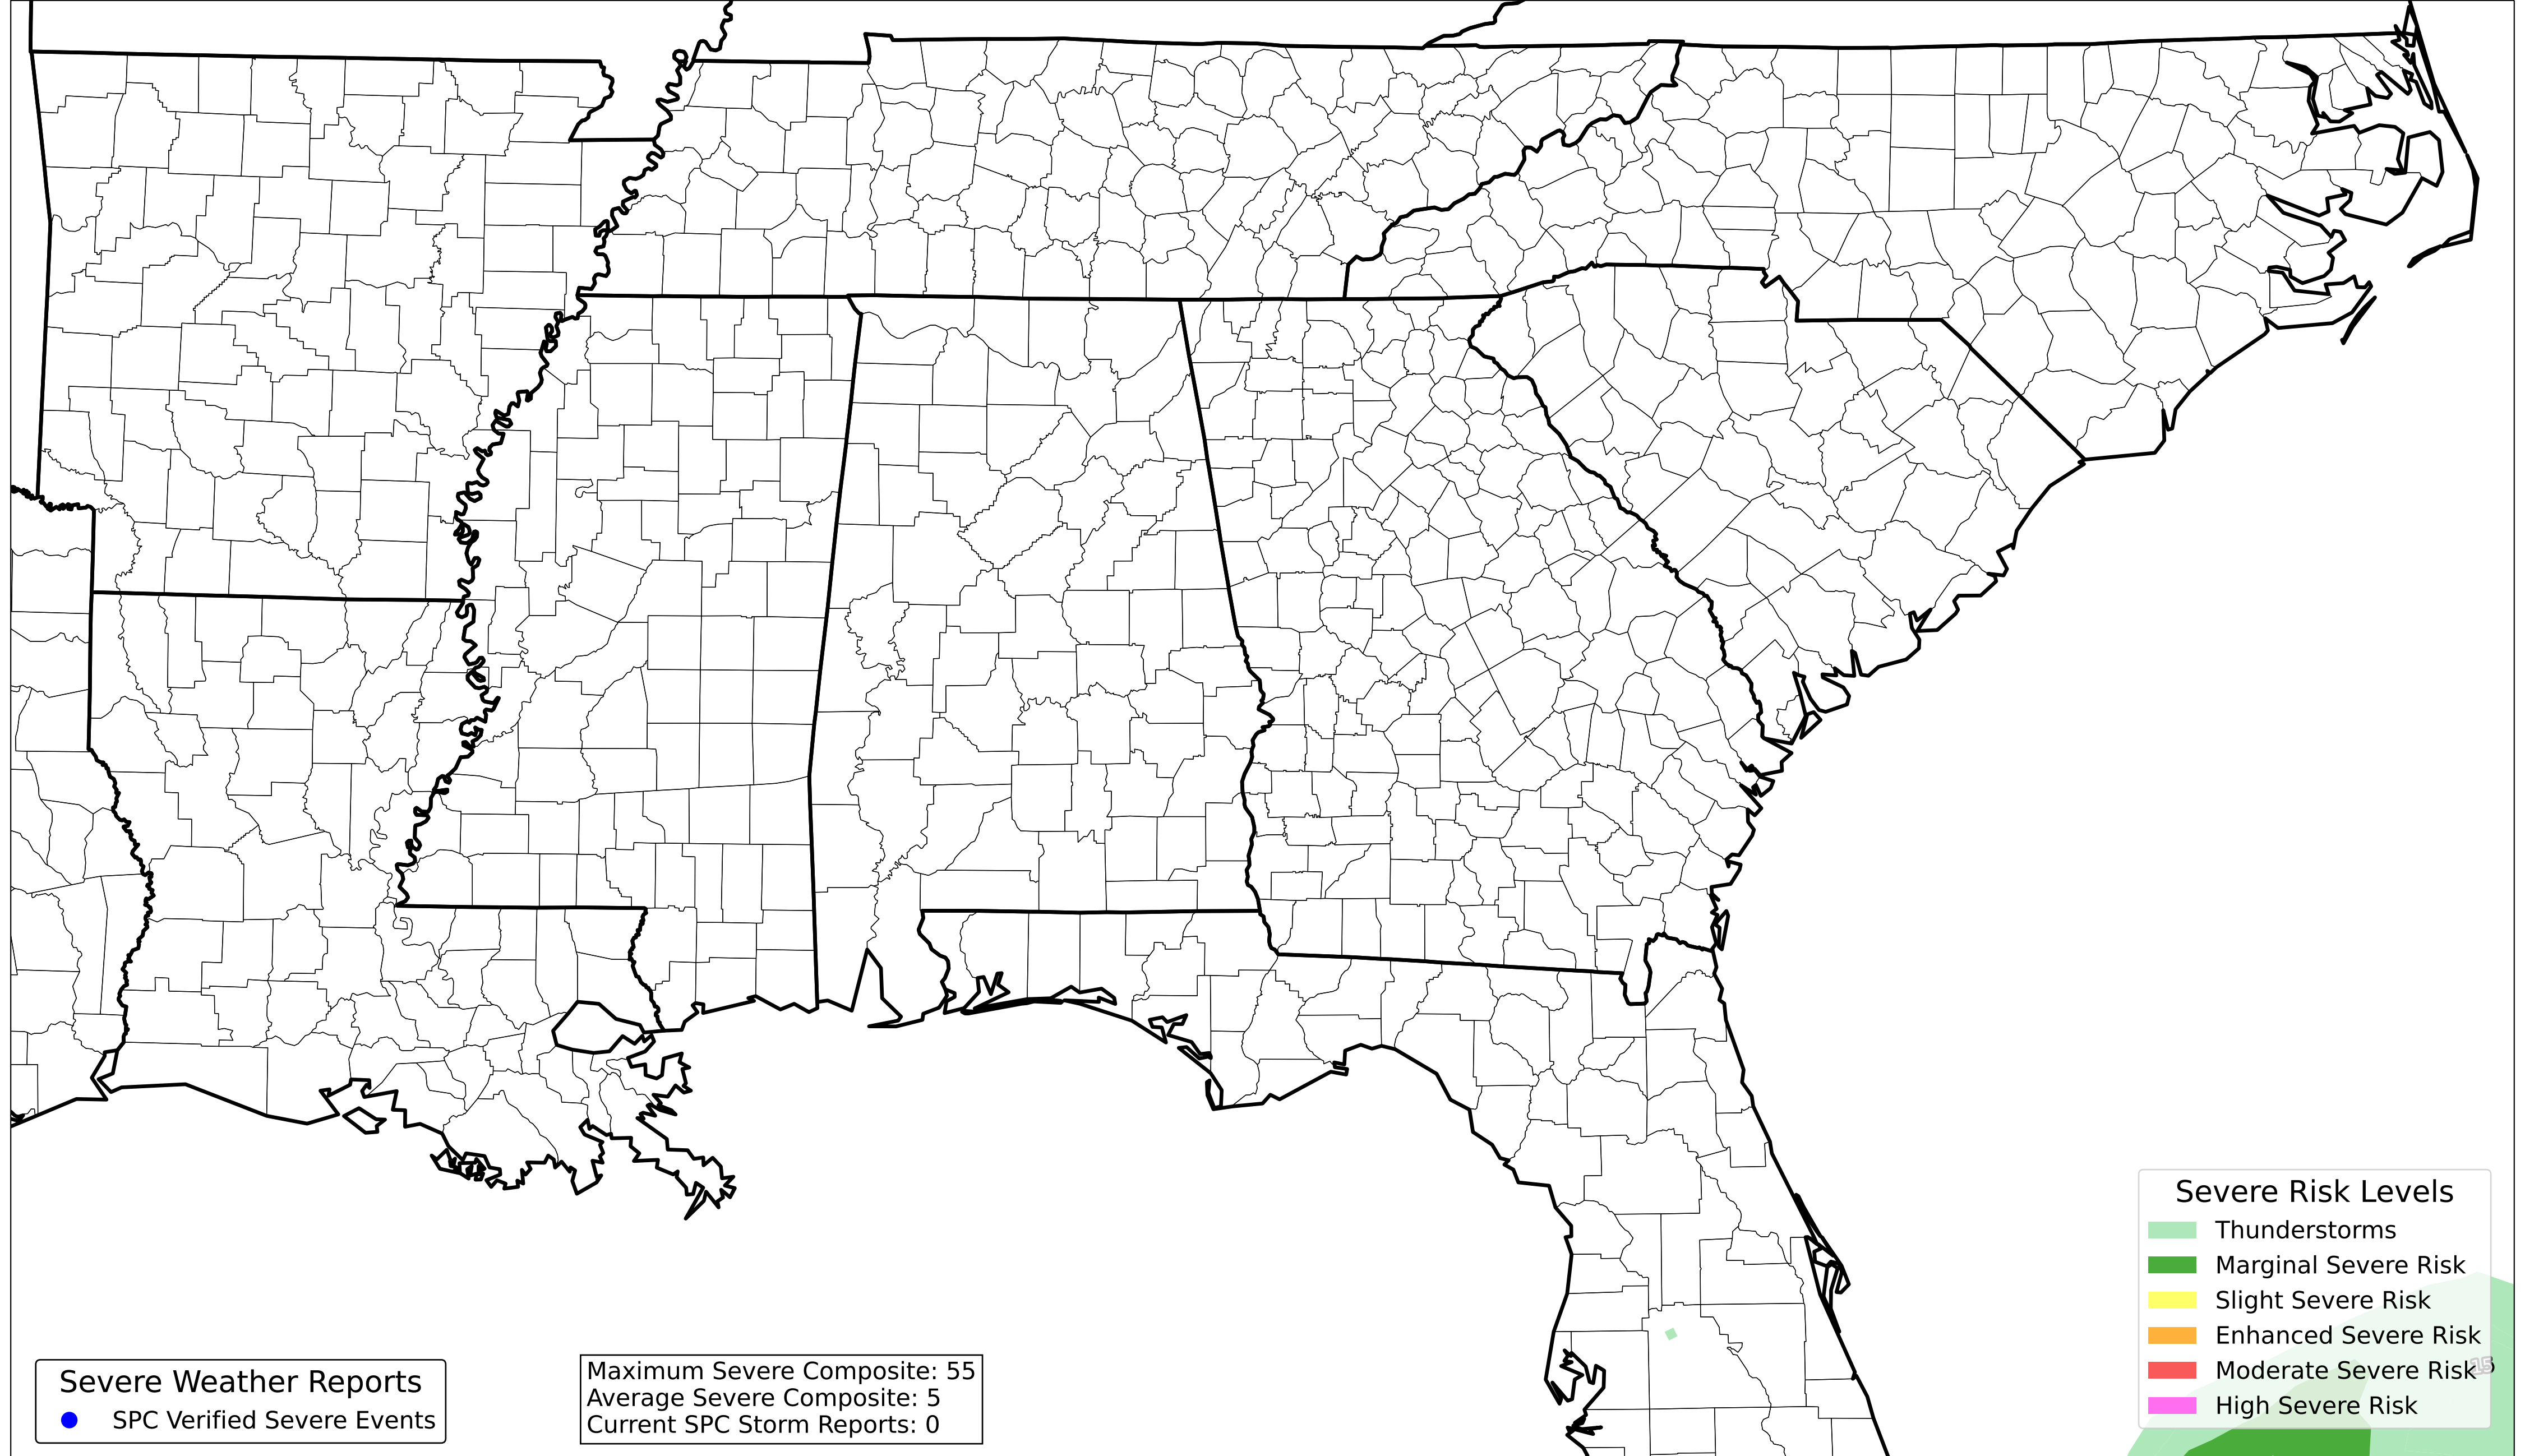 Severe Risk Levels
Thunderstorms
Marginal Severe Risk
Slight Severe Risk
Enhanced Severe Risk
Moderate Severe Risk
High Severe Risk
15
Severe Weather Reports
SPC Verified Severe Events
Maximum Severe Composite: 55
Average Severe Composite: 5
Current SPC Storm Reports: 0